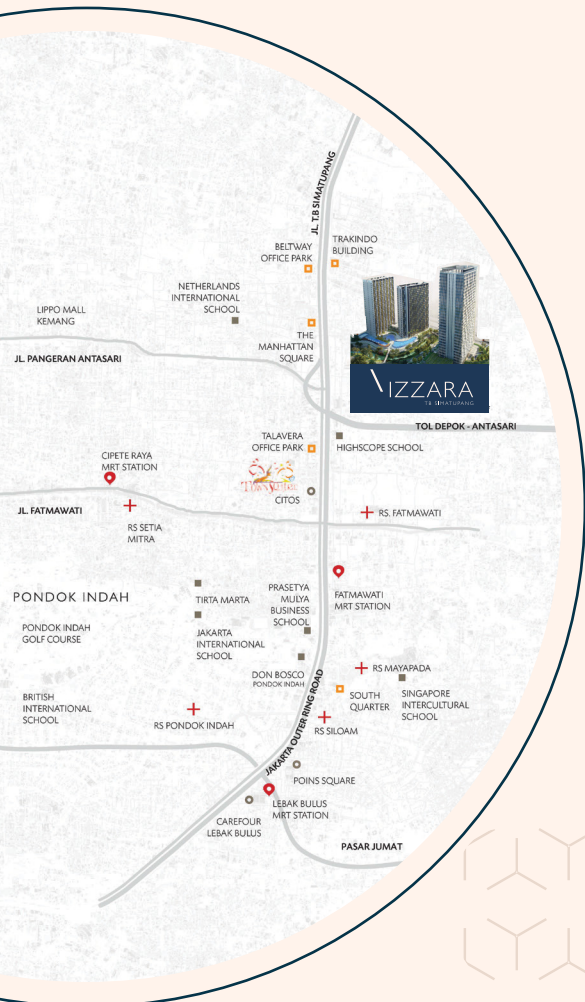 JL. T.B SIMATUPANG
BELTWAY
OFFICE PARK
TRAKINDO
BUILDING
NETHERLANDS
INTERNATIONAL
SCHOOL
LIPPO MALL
KEMANG
THE
MANHATTAN
SQUARE
JL. PANGERAN ANTASARI
VIZZARA
TB SIMATUPANG
TOL DEPOK - ANTASARI
TALAVERA
OFFICE PARK
HIGHSCOPE SCHOOL
CIPETE RAYA
MRT STATION
CITOS
JL. FATMAWATI
RS SETIA
MITRA
RS. FATMAWATI
PONDOK INDAH
TIRTA MARTA
PRASETYA
MULYA
BUSINESS
SCHOOL
FATMAWATI
MRT STATION
PONDOK INDAH
GOLF COURSE
JAKARTA
INTERNATIONAL
SCHOOL
DON BOSCO
PONDOK INDAH
RS MAYAPADA
BRITISH
INTERNATIONAL
SCHOOL
RS PONDOK INDAH
JAKARTA OUTER RING ROAD
SOUTH
QUARTER
SINGAPORE
INTERCULTURAL
SCHOOL
RS SILOAM
POINS SQUARE
LEBAK BULUS
MRT STATION
CAREFOUR
LEBAK BULUS
PASAR JUMAT